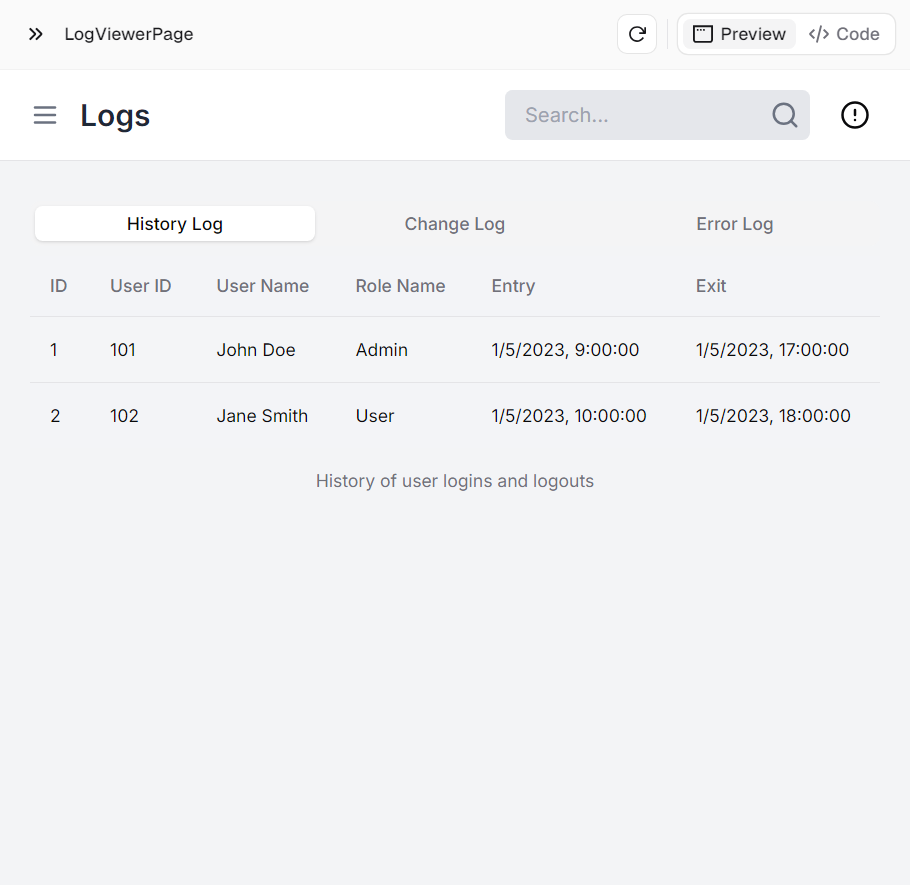 LogViewerPage Preview </> Code
Logs Search...
History Log Change Log Error Log
ID User ID User Name Role Name Entry Exit
1 101 John Doe Admin 1/5/2023, 9:00:00 1/5/2023, 17:00:00
2 102 Jane Smith User 1/5/2023, 10:00:00 1/5/2023, 18:00:00
History of user logins and logouts